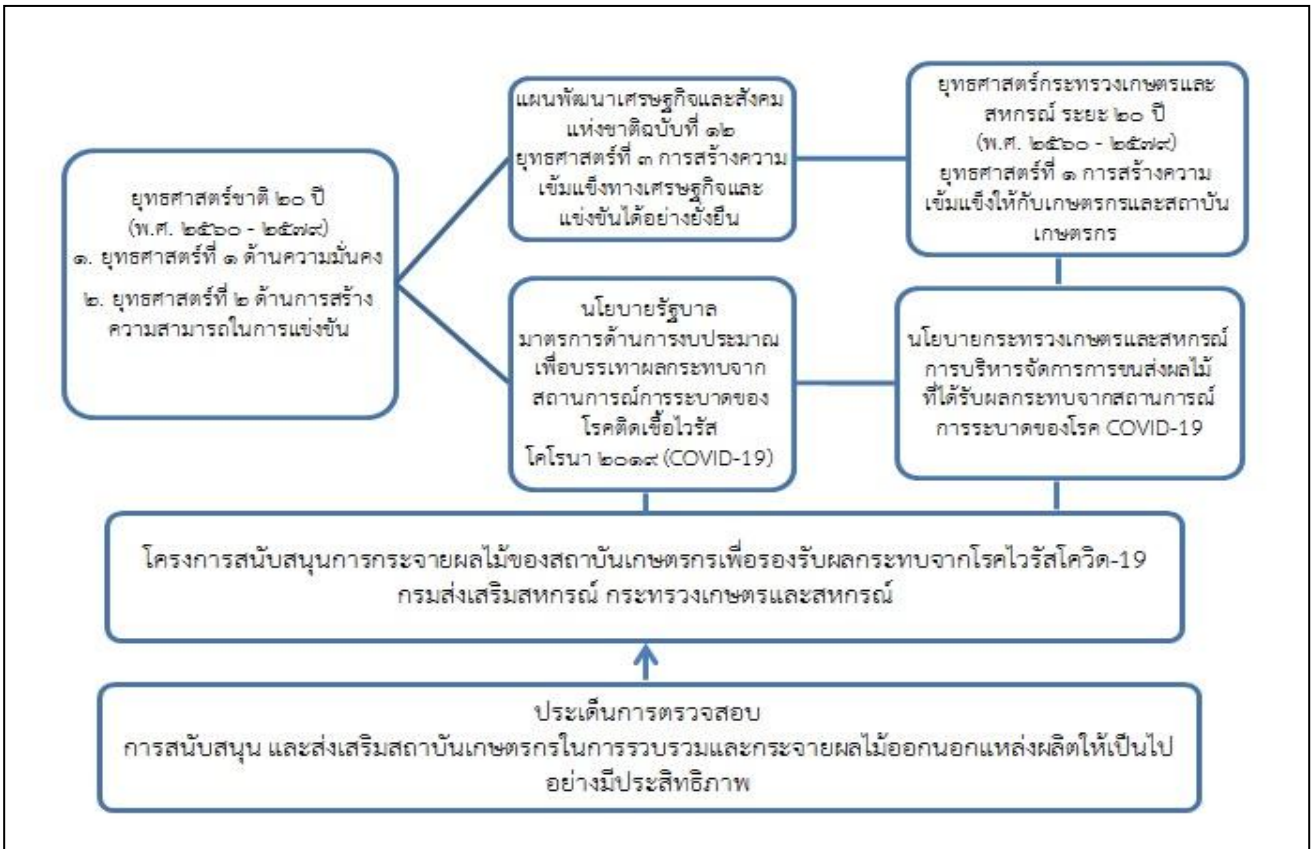 ยุทธศาสตร์ชาติ ๒๐ ปี
(พ.ศ. ๒๕๖๐ - ๒๕๗๙)
๑. ยุทธศาสตร์ที่ ๑ ด้านความมั่นคง
๒. ยุทธศาสตร์ที่ ๒ ด้านการสร้าง
ความสามารถในการแข่งขัน
แผนพัฒนาเศรษฐกิจและสังคม
แห่งชาติฉบับที่ ๑๒
ยุทธศาสตร์ที่ ๓ การสร้างความ
เข้มแข็งทางเศรษฐกิจและ
แข่งขันได้อย่างยั่งยืน
ยุทธศาสตร์กระทรวงเกษตรและ
สหกรณ์ ระยะ ๒๐ ปี
(พ.ศ. ๒๕๖๐ - ๒๕๗๙)
ยุทธศาสตร์ที่ ๑ การสร้างความ
เข้มแข็งให้กับเกษตรกรและสถาบัน
เกษตรกร
นโยบายรัฐบาล
มาตรการด้านการงบประมาณ
เพื่อบรรเทาผลกระทบจาก
สถานการณ์การระบาดของ
โรคติดเชื้อไวรัส
โคโรนา ๒๐๑๙ (COVID-19)
นโยบายกระทรวงเกษตรและสหกรณ์
การบริหารจัดการการขนส่งผลไม้
ที่ได้รับผลกระทบจากสถานการณ์
การระบาดของโรค COVID-19
โครงการสนับสนุนการกระจายผลไม้ของสถาบันเกษตรกรเพื่อรองรับผลกระทบจากโรคไวรัสโควิด-19
กรมส่งเสริมสหกรณ์ กระทรวงเกษตรและสหกรณ์
ประเด็นการตรวจสอบ
การสนับสนุน และส่งเสริมสถาบันเกษตรกรในการรวบรวมและกระจายผลไม้ออกนอกแหล่งผลิตให้เป็นไป
อย่างมีประสิทธิภาพ